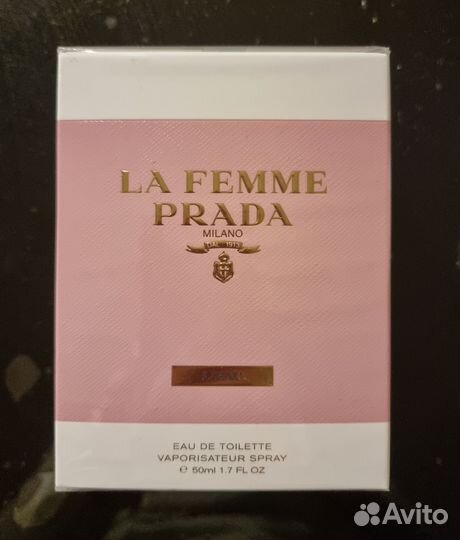 LA FEMME
PRADA
MILANO
DAL 1913
EAU DE TOILETTE
VAPORISATEUR SPRAY
℮ 50ml 1.7 FL OZ
Avito